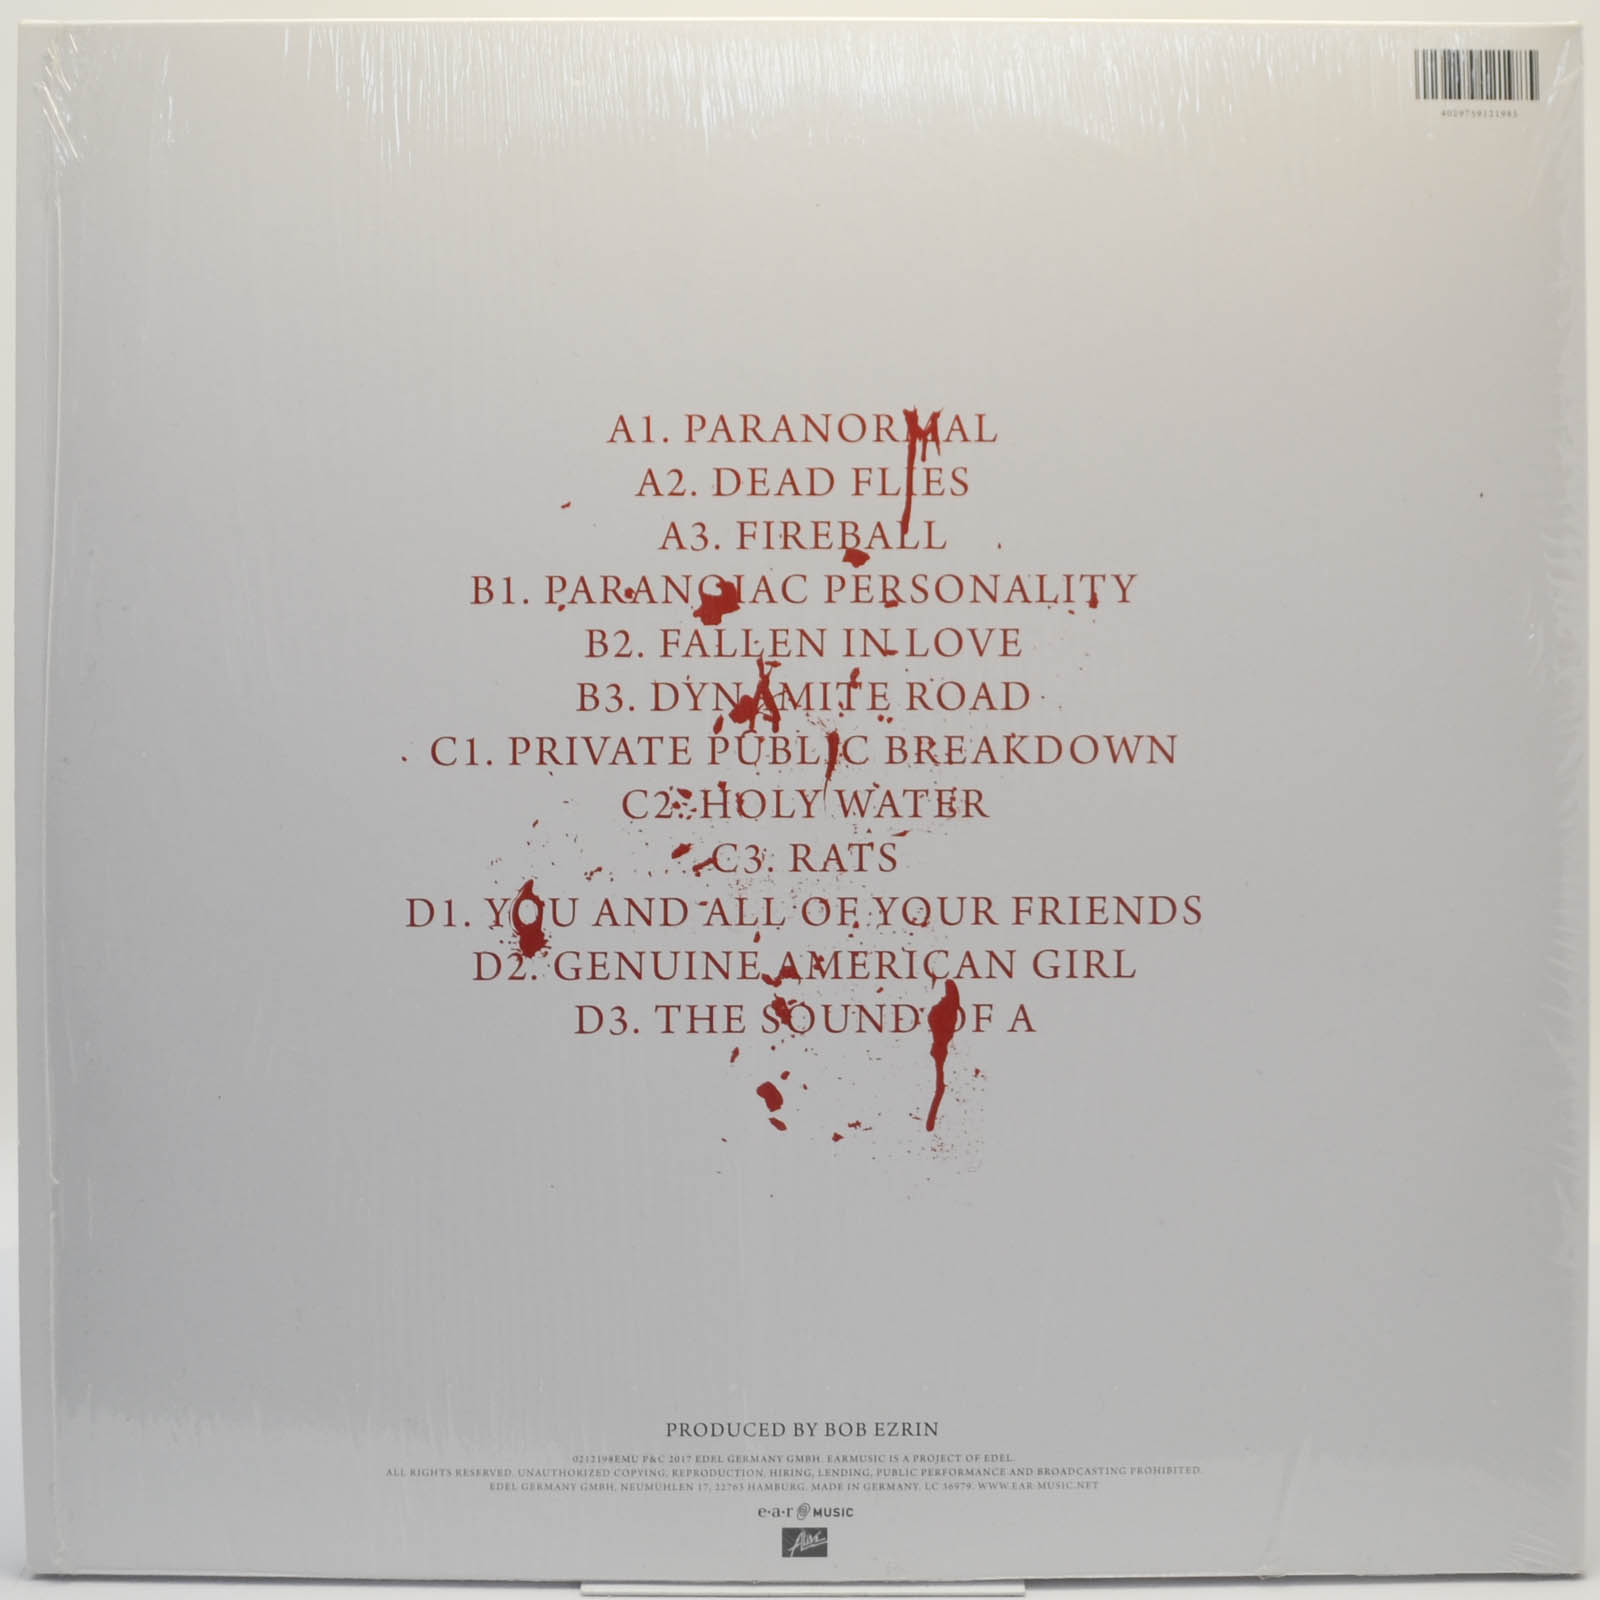 4029759121985
A1. PARANORMAL
A2. DEAD FLIES
A3. FIREBALL
B1. PARANOIAC PERSONALITY
B2. FALLEN IN LOVE
B3. DYNAMITE ROAD
C1. PRIVATE PUBLIC BREAKDOWN
C2. HOLY WATER
C3. RATS
D1. YOU AND ALL OF YOUR FRIENDS
D2. GENUINE AMERICAN GIRL
D3. THE SOUND OF A
PRODUCED BY BOB EZRIN
0212198EMU P&C 2017 EDEL GERMANY GMBH. EARMUSIC IS A PROJECT OF EDEL.
ALL RIGHTS RESERVED. UNAUTHORIZED COPYING, REPRODUCTION, HIRING, LENDING, PUBLIC PERFORMANCE AND BROADCASTING PROHIBITED.
EDEL GERMANY GMBH, NEUMÜHLEN 17, 22763 HAMBURG. MADE IN GERMANY. LC 36979. WWW.EAR-MUSIC.NET
e·a·r MUSIC
Alive